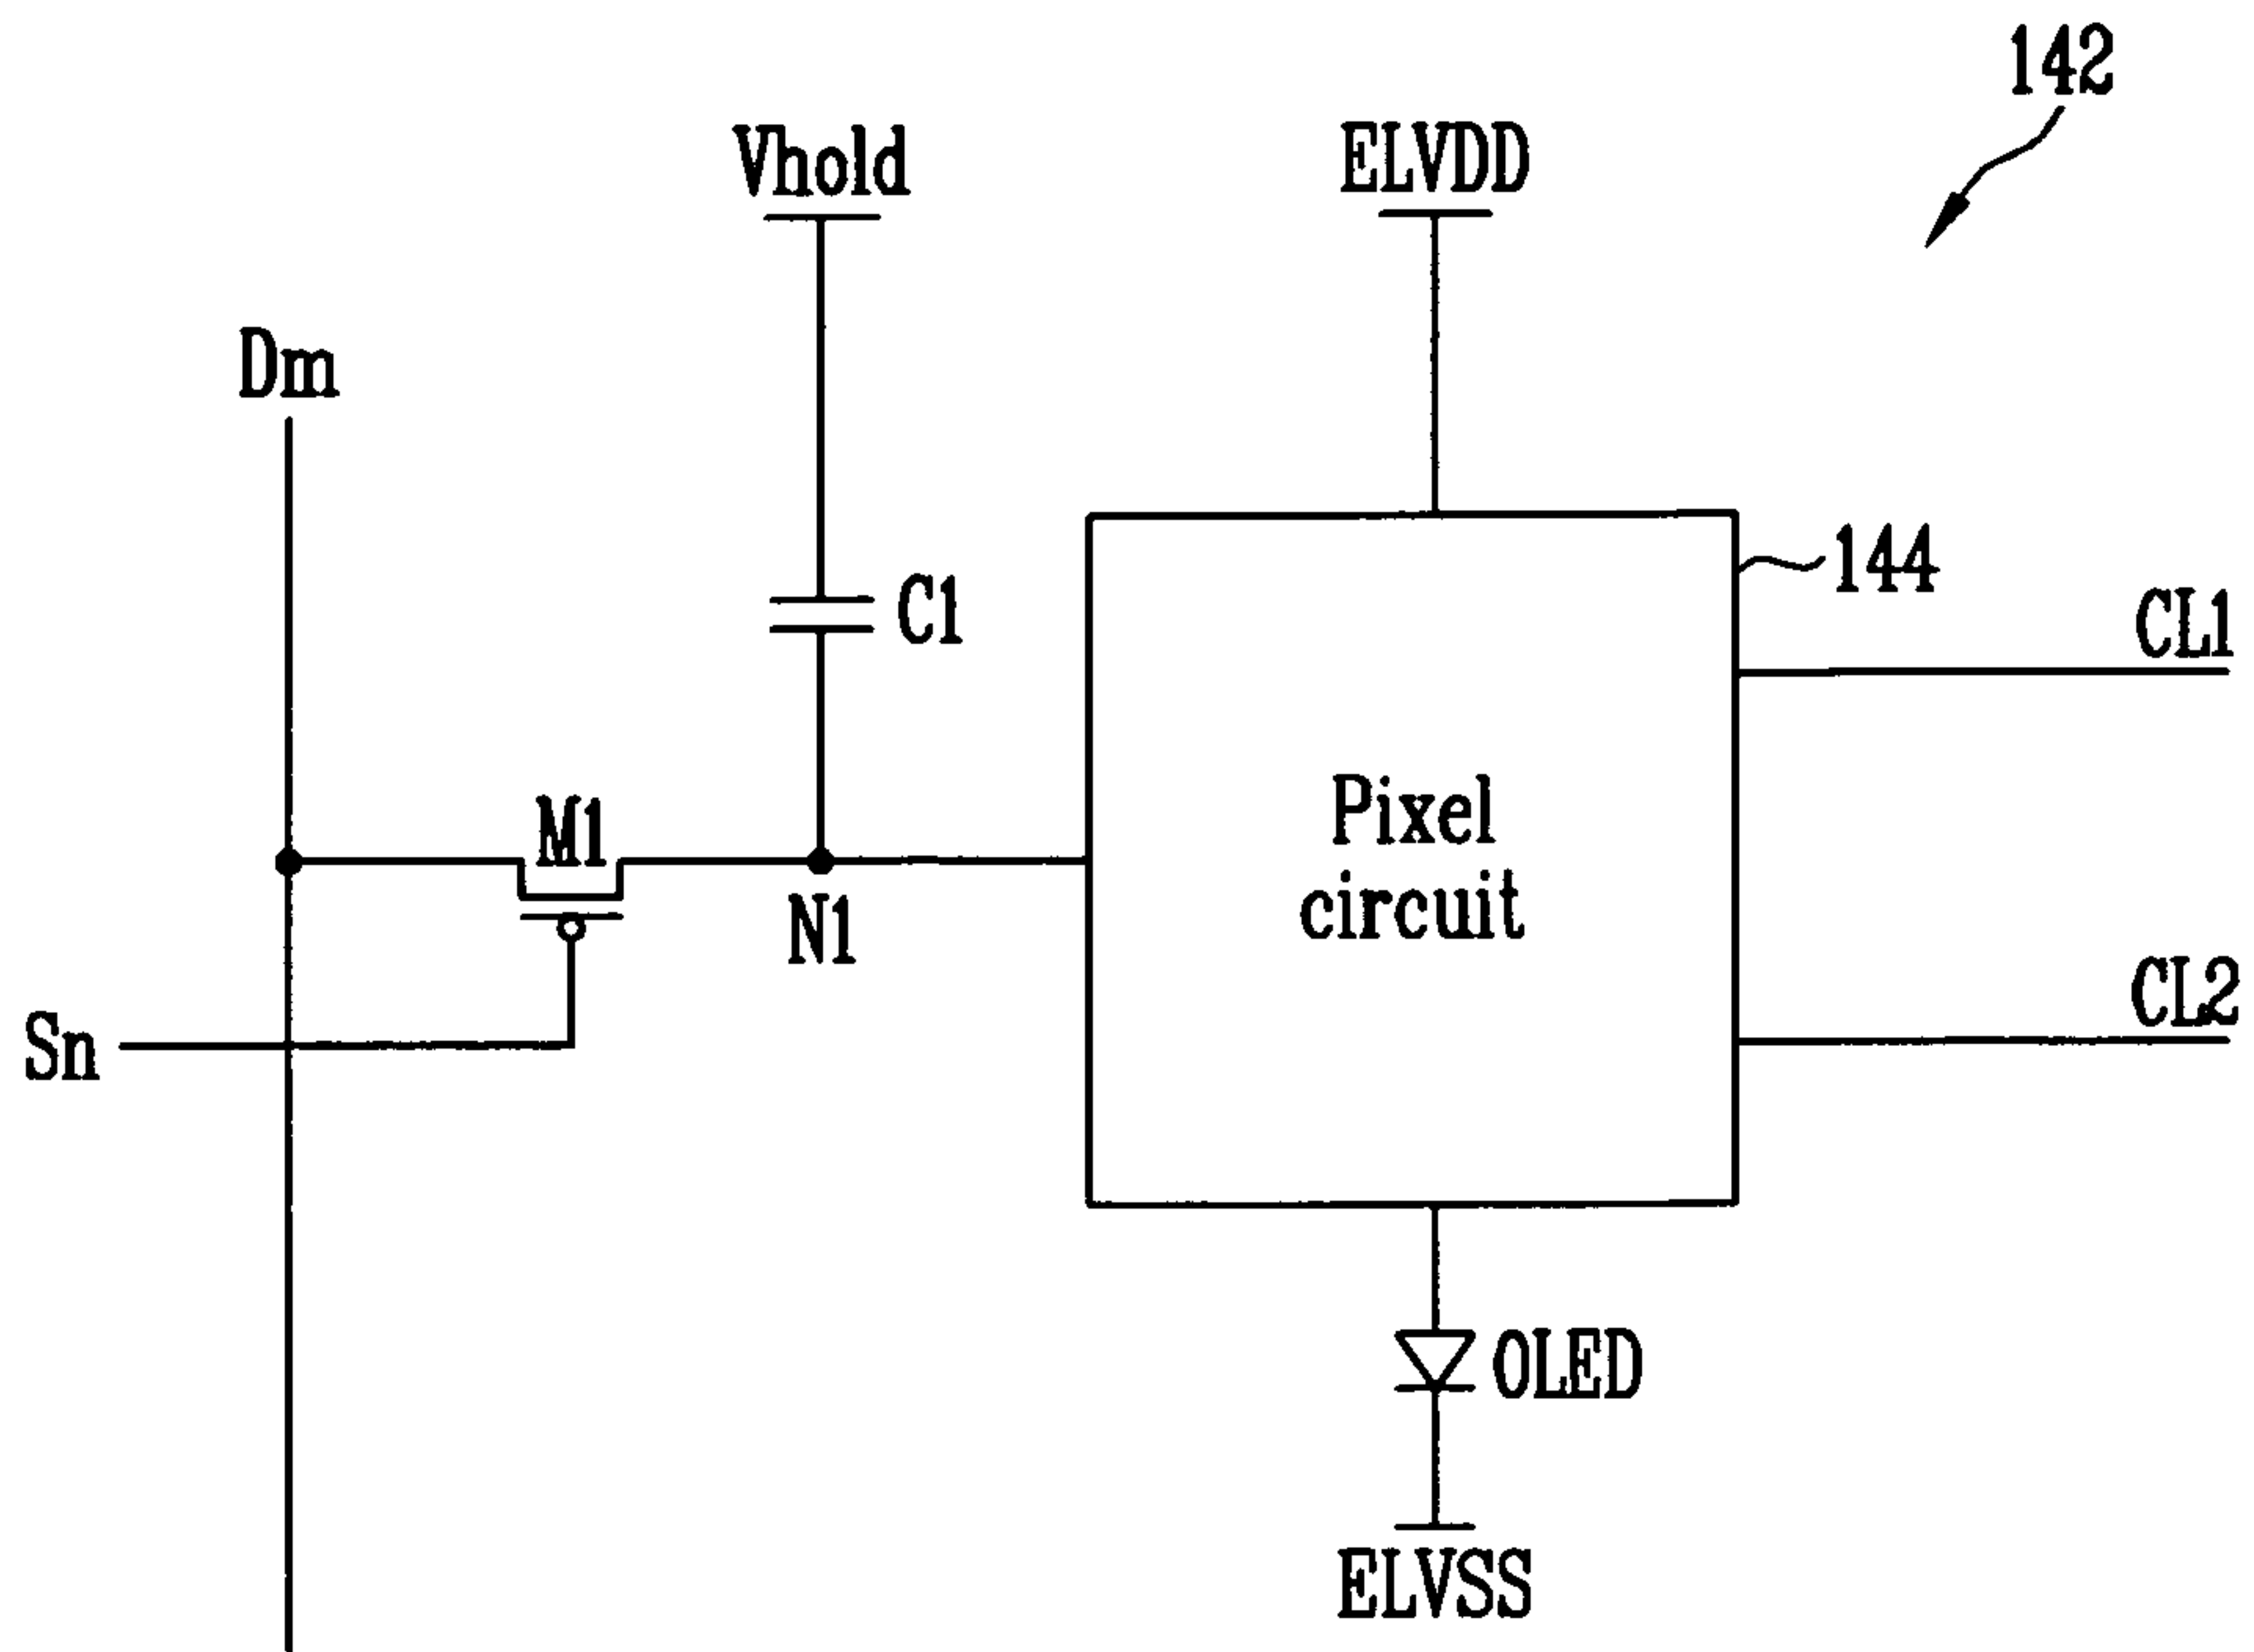 142
Vhold
ELVDD
Dm
144
C1
CL1
M1
Pixel
circuit
N1
CL2
Sn
OLED
ELVSS